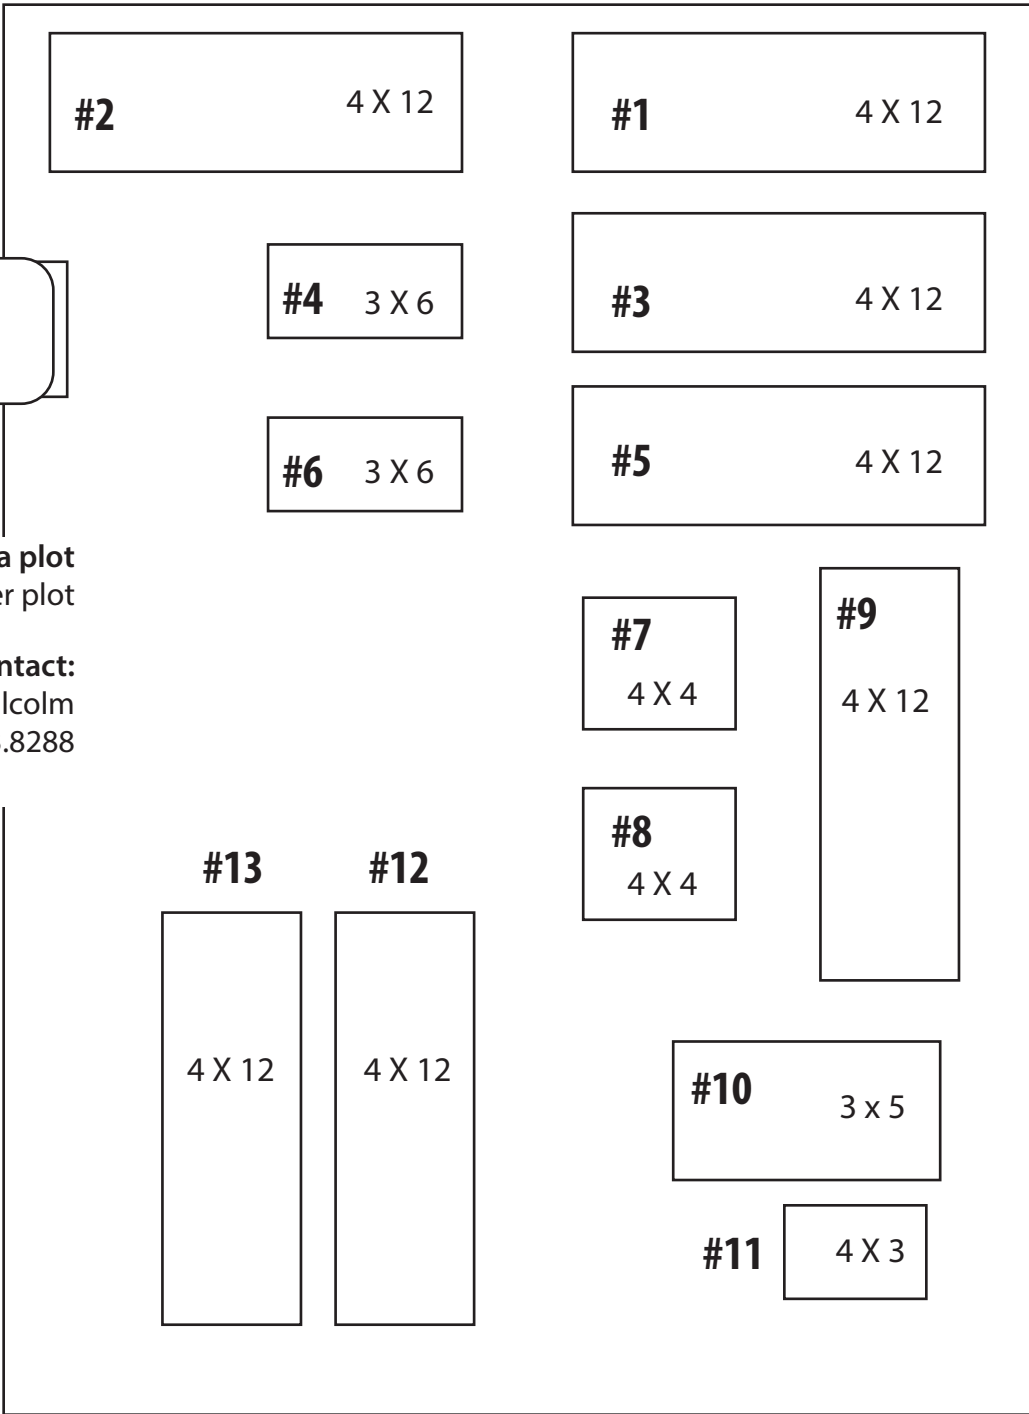 #2 4 X 12
#1 4 X 12
#4 3 X 6
#3 4 X 12
#6 3 X 6
#5 4 X 12
a plot
er plot
ntact:
lcolm
.8288
#7
4 X 4
#9
4 X 12
#8
4 X 4
#13
4 X 12
#12
4 X 12
#10 3 x 5
#11 4 X 3